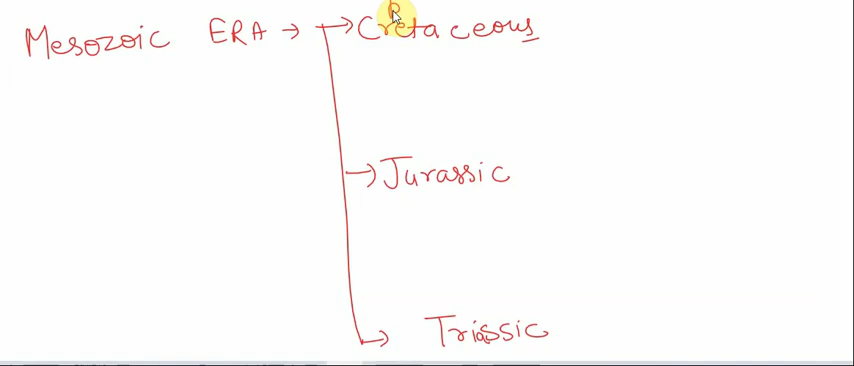 Mesozoic ERA → → Cretaceous
→ Jurassic
→ Triassic